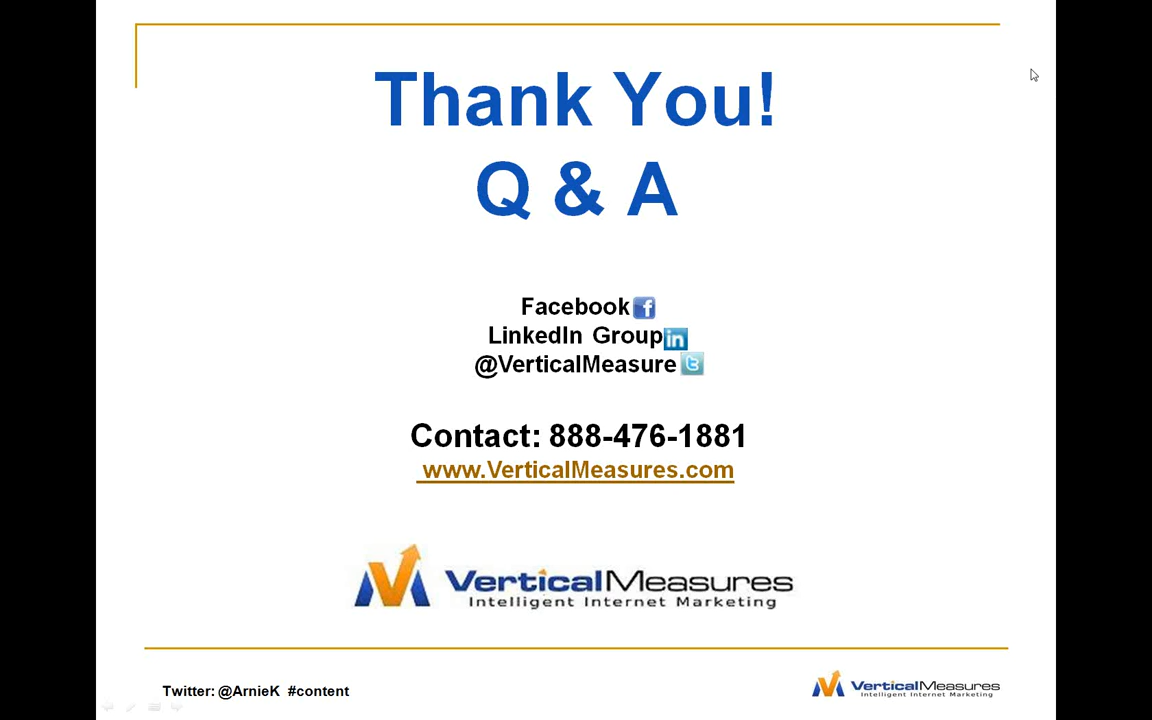 Thank You!
Q & A
Facebook
LinkedIn Group
@VerticalMeasure
Contact: 888-476-1881
www.VerticalMeasures.com
VerticalMeasures
Intelligent Internet Marketing
Twitter: @ArnieK #content
VerticalMeasures
Intelligent Internet Marketing